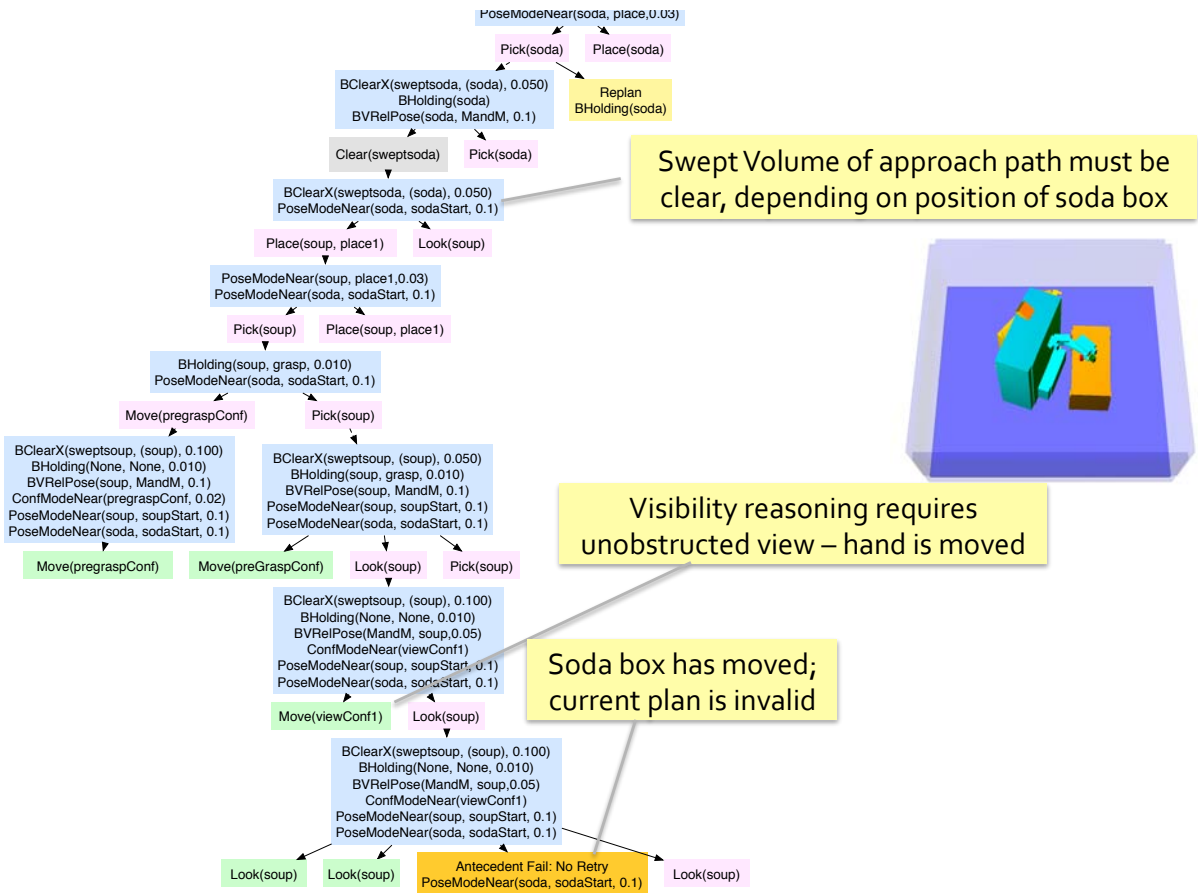 PoseModeNear(soda, place,0.03)
Pick(soda)
Place(soda)
BClearX(sweptsoda, (soda), 0.050)
BHolding(soda)
BVRelPose(soda, MandM, 0.1)
Replan
BHolding(soda)
Clear(sweptsoda)
Pick(soda)
Swept Volume of approach path must be
clear, depending on position of soda box
BClearX(sweptsoda, (soda), 0.050)
PoseModeNear(soda, sodaStart, 0.1)
Place(soup, place1)
Look(soup)
PoseModeNear(soup, place1,0.03)
PoseModeNear(soda, sodaStart, 0.1)
Pick(soup)
Place(soup, place1)
BHolding(soup, grasp, 0.010)
PoseModeNear(soda, sodaStart, 0.1)
Move(pregraspConf)
Pick(soup)
BClearX(sweptsoup, (soup), 0.100)
BHolding(None, None, 0.010)
BVRelPose(soup, MandM, 0.1)
ConfModeNear(pregraspConf, 0.02)
PoseModeNear(soup, soupStart, 0.1)
PoseModeNear(soda, sodaStart, 0.1)
BClearX(sweptsoup, (soup), 0.050)
BHolding(soup, grasp, 0.010)
BVRelPose(soup, MandM, 0.1)
PoseModeNear(soup, soupStart, 0.1)
PoseModeNear(soda, sodaStart, 0.1)
Visibility reasoning requires
unobstructed view – hand is moved
Move(pregraspConf)
Move(preGraspConf)
Look(soup)
Pick(soup)
BClearX(sweptsoup, (soup), 0.100)
BHolding(None, None, 0.010)
BVRelPose(MandM, soup,0.05)
ConfModeNear(viewConf1)
PoseModeNear(soup, soupStart, 0.1)
PoseModeNear(soda, sodaStart, 0.1)
Soda box has moved;
current plan is invalid
Move(viewConf1)
Look(soup)
BClearX(sweptsoup, (soup), 0.100)
BHolding(None, None, 0.010)
BVRelPose(MandM, soup,0.05)
ConfModeNear(viewConf1)
PoseModeNear(soup, soupStart, 0.1)
PoseModeNear(soda, sodaStart, 0.1)
Look(soup)
Look(soup)
Antecedent Fail: No Retry
PoseModeNear(soda, sodaStart, 0.1)
Look(soup)